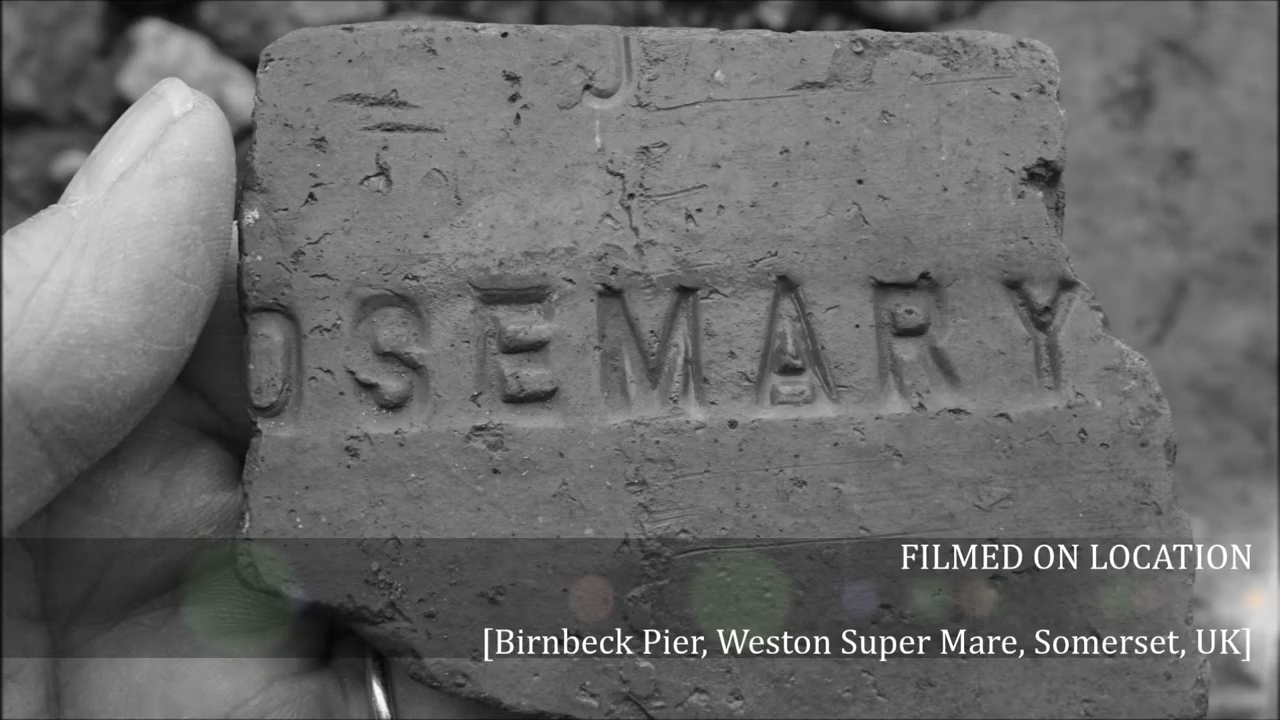 J
OSEMARY
FILMED ON LOCATION
[Birnbeck Pier, Weston Super Mare, Somerset, UK]